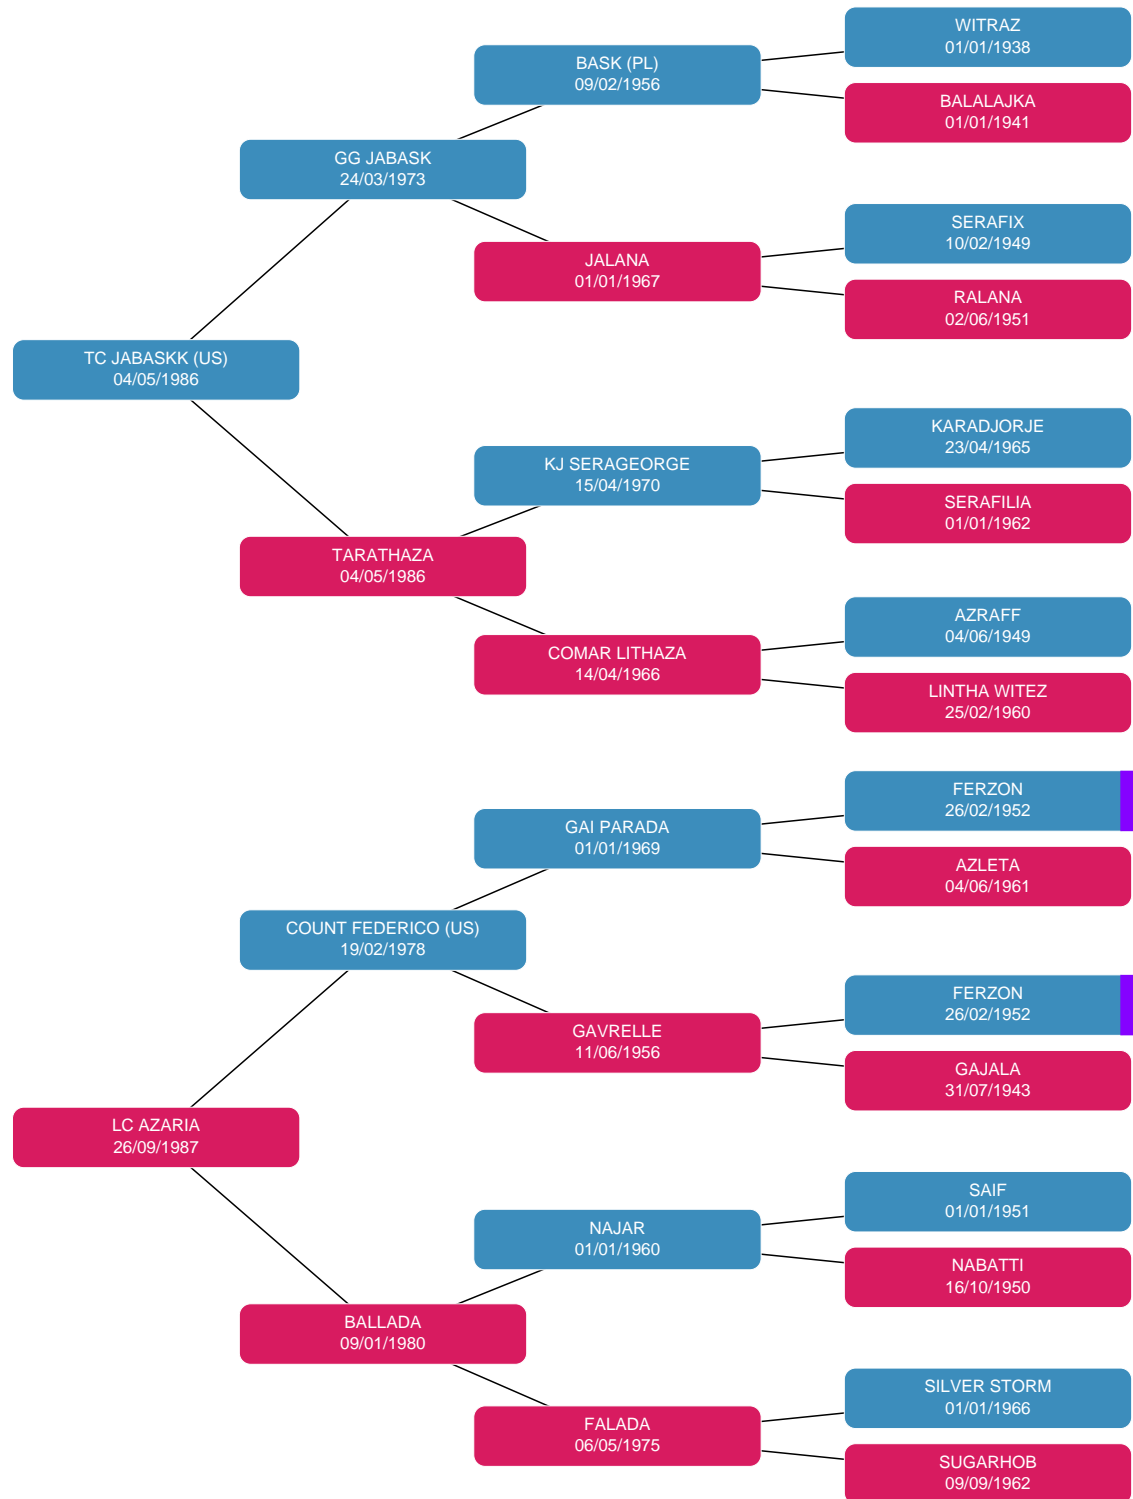 WITRAZ
01/01/1938
BASK (PL)
09/02/1956
BALALAJKA
01/01/1941
GG JABASK
24/03/1973
SERAFIX
10/02/1949
JALANA
01/01/1967
RALANA
02/06/1951
TC JABASKK (US)
04/05/1986
KARADJORJE
23/04/1965
KJ SERAGEORGE
15/04/1970
SERAFILIA
01/01/1962
TARATHAZA
04/05/1986
AZRAFF
04/06/1949
COMAR LITHAZA
14/04/1966
LINTHA WITEZ
25/02/1960
FERZON
26/02/1952
GAI PARADA
01/01/1969
AZLETA
04/06/1961
COUNT FEDERICO (US)
19/02/1978
FERZON
26/02/1952
GAVRELLE
11/06/1956
GAJALA
31/07/1943
LC AZARIA
26/09/1987
SAIF
01/01/1951
NAJAR
01/01/1960
NABATTI
16/10/1950
BALLADA
09/01/1980
SILVER STORM
01/01/1966
FALADA
06/05/1975
SUGARHOB
09/09/1962